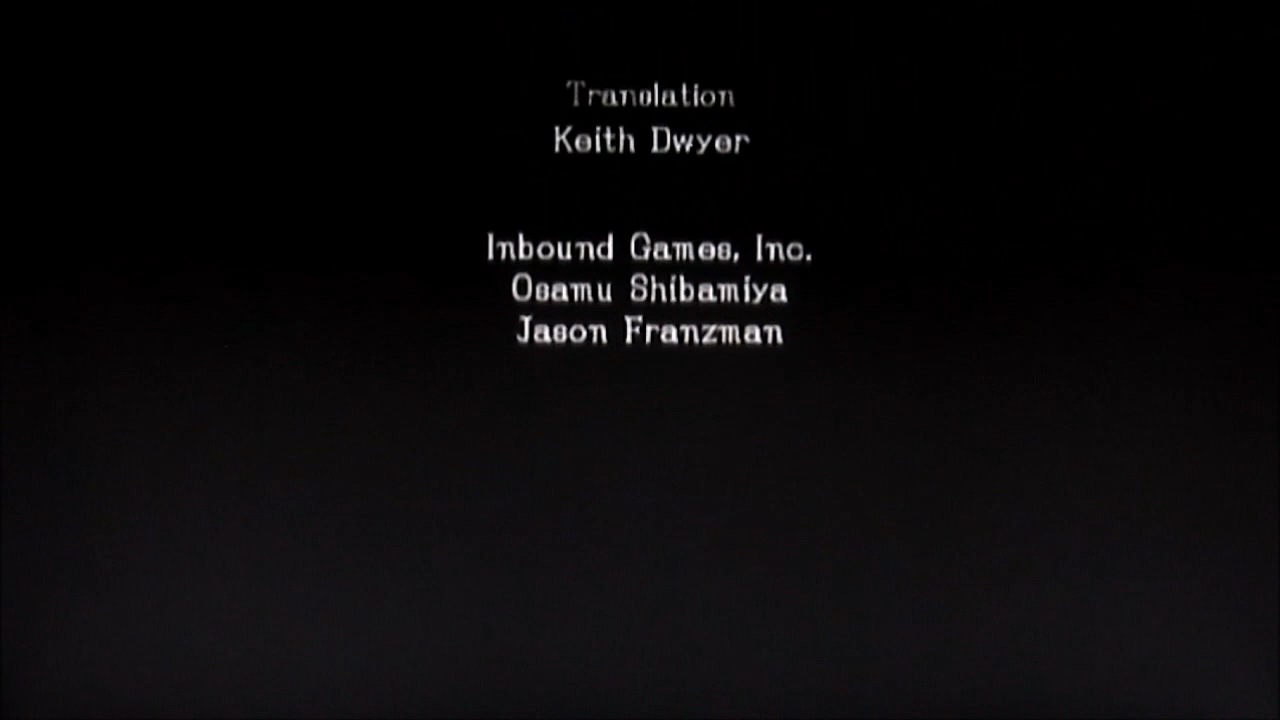 Translation
Keith Dwyer
Inbound Games, Inc.
Osamu Shibamiya
Jason Franzman